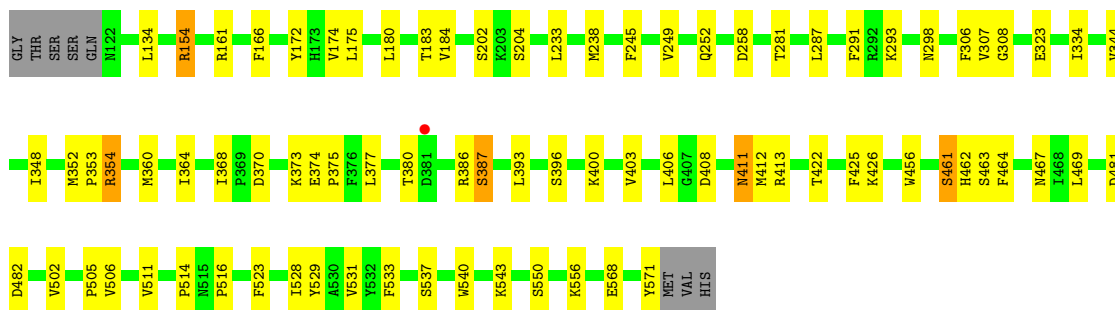 GLY THR SER SER GLN N122 L134 R154 R161 F166 Y172 H173 V174 L175 L180 T183 V184 S202 K203 S204 L233 M238 F245 V249 Q252 D258 T281 L287 F291 R292 K293 N298 F306 V307 G308 E323 I334
I348 M352 P353 R354 M360 I364 I368 P369 D370 K373 E374 P375 F376 L377 T380 D381 R386 S387 L393 S396 K400 V403 L406 G407 D408 N411 M412 R413 T422 F425 K426 W456 S461 H462 S463 F464 N467 I468 L469
D482 V502 P505 V506 V511 P514 N515 P516 F523 I528 Y529 A530 V531 Y532 F533 S537 W540 K543 S550 K556 E568 Y571 MET VAL HIS